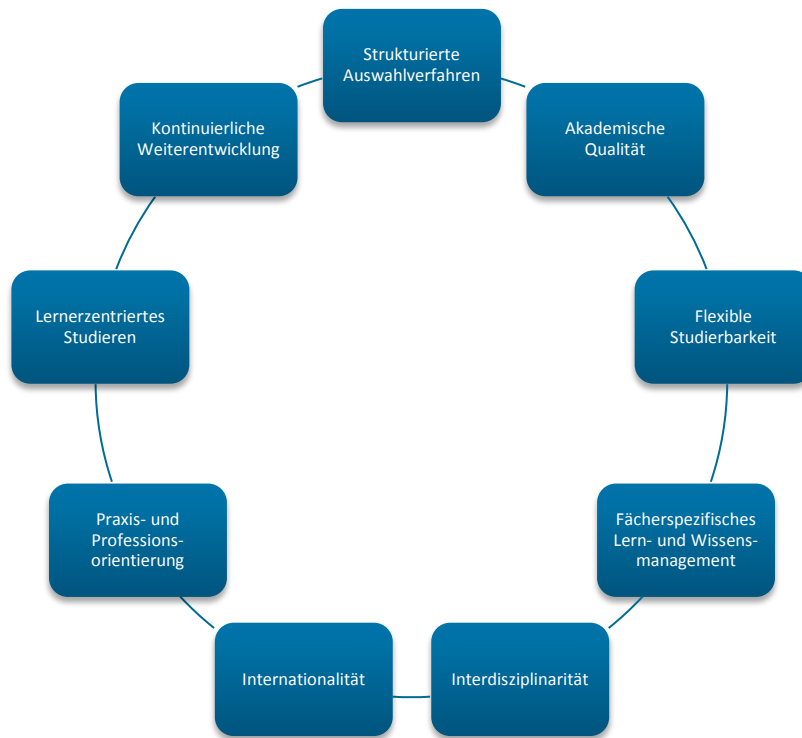 Strukturierte
Auswahlverfahren
Akademische
Qualität
Flexible
Studierbarkeit
Fächerspezifisches
Lern- und Wissens-
management
Interdisziplinarität
Internationalität
Praxis- und
Professions-
orientierung
Lernerzentriertes
Studieren
Kontinuierliche
Weiterentwicklung